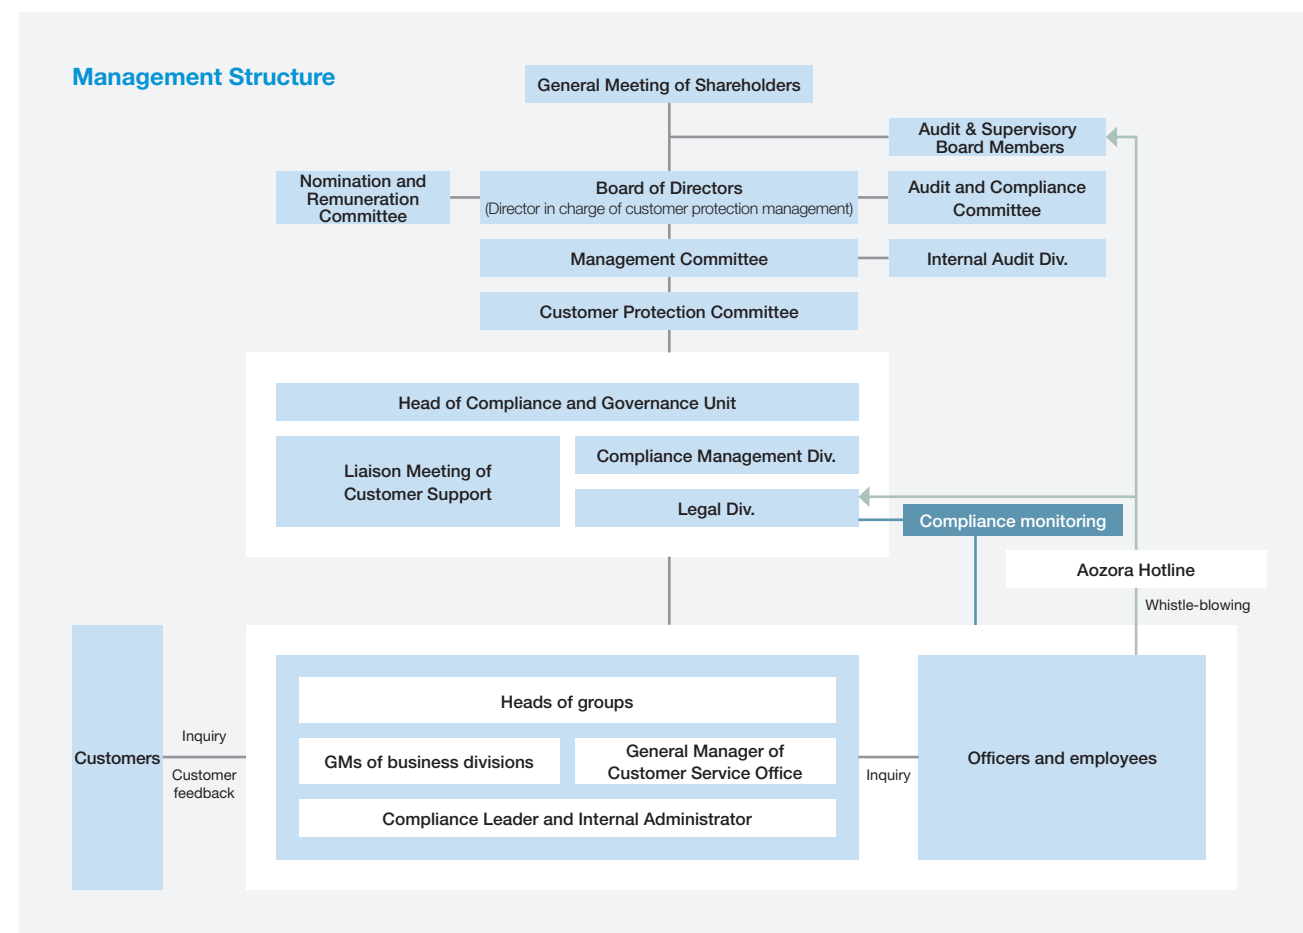 Management Structure
General Meeting of Shareholders
Audit & Supervisory
Board Members
Nomination and
Remuneration
Committee
Board of Directors
(Director in charge of customer protection management)
Audit and Compliance
Committee
Management Committee
Internal Audit Div.
Customer Protection Committee
Head of Compliance and Governance Unit
Liaison Meeting of
Customer Support
Compliance Management Div.
Legal Div.
Compliance monitoring
Aozora Hotline
Whistle-blowing
Customers
Inquiry
Customer
feedback
Heads of groups
GMs of business divisions
General Manager of
Customer Service Office
Compliance Leader and Internal Administrator
Inquiry
Officers and employees